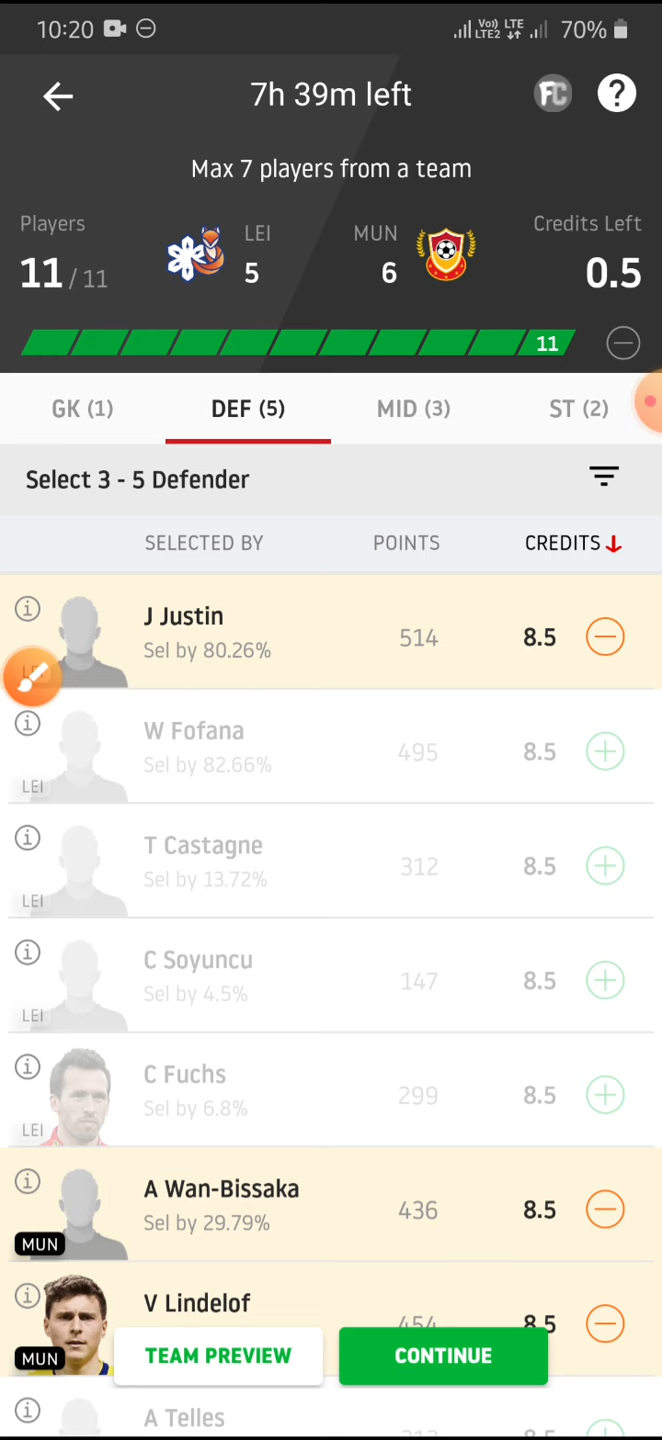 10:20
Vo)) LTE
LTE2
70%
7h 39m left
FC ?
Max 7 players from a team
Players
11 / 11
LEI
5
MUN
6
Credits Left
0.5
11
GK (1)
DEF (5)
MID (3)
ST (2)
Select 3 - 5 Defender
SELECTED BY
POINTS
CREDITS
J Justin
Sel by 80.26%
514
8.5
W Fofana
Sel by 82.66%
495
8.5
LEI
T Castagne
Sel by 13.72%
312
8.5
LEI
C Soyuncu
Sel by 4.5%
147
8.5
LEI
C Fuchs
Sel by 6.8%
299
8.5
LEI
A Wan-Bissaka
Sel by 29.79%
436
8.5
MUN
V Lindelof
454
8.5
MUN
TEAM PREVIEW
CONTINUE
A Telles